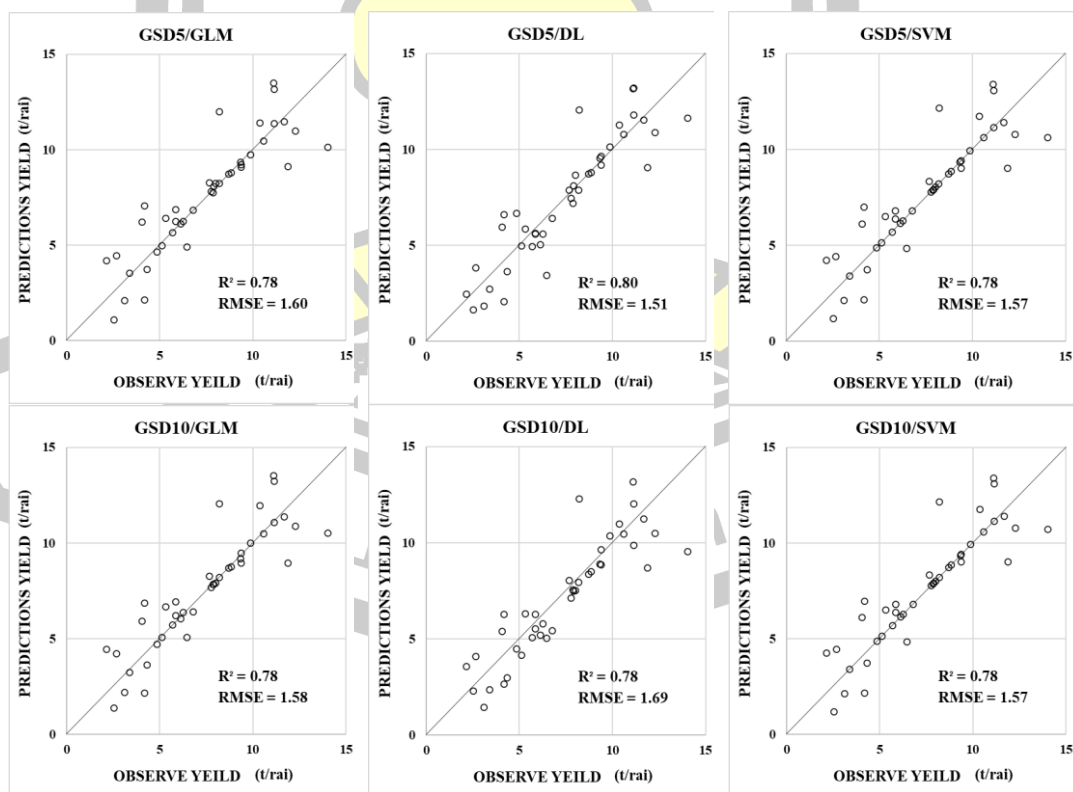 GSD5/GLM
PREDICTIONS YIELD (t/rai)
15
10
5
0
R² = 0.78
RMSE = 1.60
0 5 10 15
OBSERVE YEILD (t/rai)
GSD5/DL
PREDICTIONS YIELD (t/rai)
15
10
5
0
R² = 0.80
RMSE = 1.51
0 5 10 15
OBSERVE YEILD (t/rai)
GSD5/SVM
PREDICTIONS YIELD (t/rai)
15
10
5
0
R² = 0.78
RMSE = 1.57
0 5 10 15
OBSERVE YEILD (t/rai)
GSD10/GLM
PREDICTIONS YIELD (t/rai)
15
10
5
0
R² = 0.78
RMSE = 1.58
0 5 10 15
OBSERVE YEILD (t/rai)
GSD10/DL
PREDICTIONS YIELD (t/rai)
15
10
5
0
R² = 0.78
RMSE = 1.69
0 5 10 15
OBSERVE YEILD (t/rai)
GSD10/SVM
PREDICTIONS YIELD (t/rai)
15
10
5
0
R² = 0.78
RMSE = 1.57
0 5 10 15
OBSERVE YEILD (t/rai)